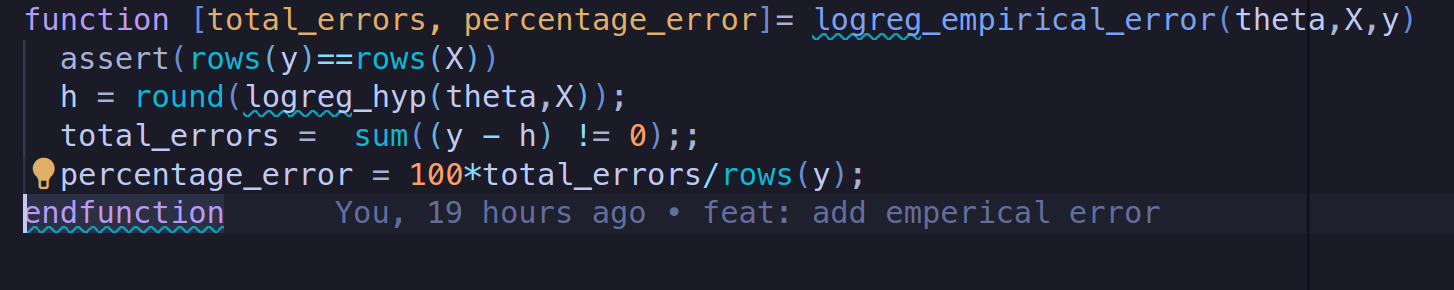 function [total_errors, percentage_error]= logreg_empirical_error(theta,X,y)
assert(rows(y)==rows(X))
h = round(logreg_hyp(theta,X));
total_errors =  sum((y - h) != 0);;
percentage_error = 100*total_errors/rows(y);
endfunction You, 19 hours ago • feat: add emperical error